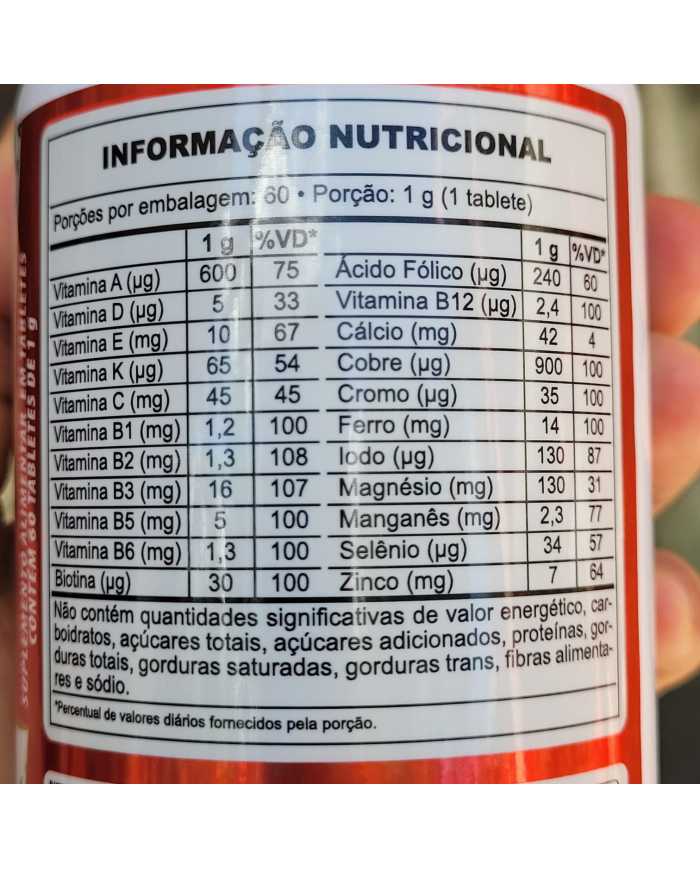 INFORMAÇÃO NUTRICIONAL
Porções por embalagem: 60 • Porção: 1 g (1 tablete)
1 g %VD*
Vitamina A (µg) 600 75
Vitamina D (µg) 5 33
Vitamina E (mg) 10 67
Vitamina K (µg) 65 54
Vitamina C (mg) 45 45
Vitamina B1 (mg) 1,2 100
Vitamina B2 (mg) 1,3 108
Vitamina B3 (mg) 16 107
Vitamina B5 (mg) 5 100
Vitamina B6 (mg) 1,3 100
Biotina (µg) 30 100
1 g %VD*
Ácido Fólico (µg) 240 60
Vitamina B12 (µg) 2,4 100
Cálcio (mg) 42 4
Cobre (µg) 900 100
Cromo (µg) 35 100
Ferro (mg) 14 100
Iodo (µg) 130 87
Magnésio (mg) 130 31
Manganês (mg) 2,3 77
Selênio (µg) 34 57
Zinco (mg) 7 64
Não contém quantidades significativas de valor energético, car-
boidratos, açúcares totais, açúcares adicionados, proteínas, gor-
duras totais, gorduras saturadas, gorduras trans, fibras alimenta-
res e sódio.
*Percentual de valores diários fornecidos pela porção.
SUPLEMENTO ALIMENTAR EM TABLETES
CONTÉM 60 TABLETES DE 1 g